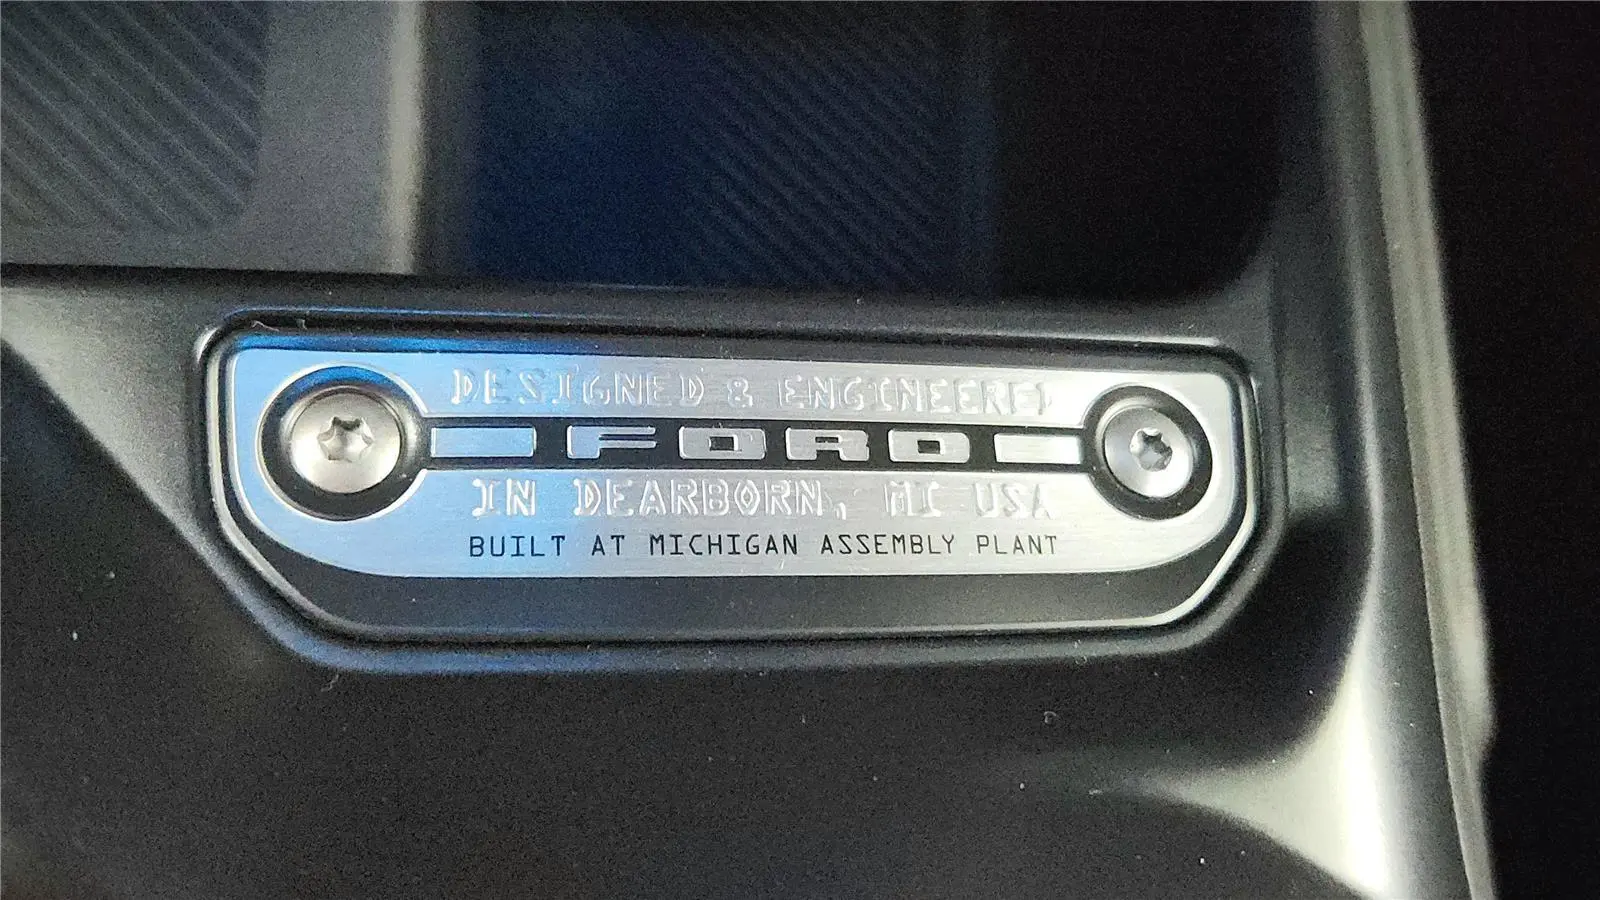 DESIGNED & ENGINEERED
FORD
IN DEARBORN, MI USA
BUILT AT MICHIGAN ASSEMBLY PLANT